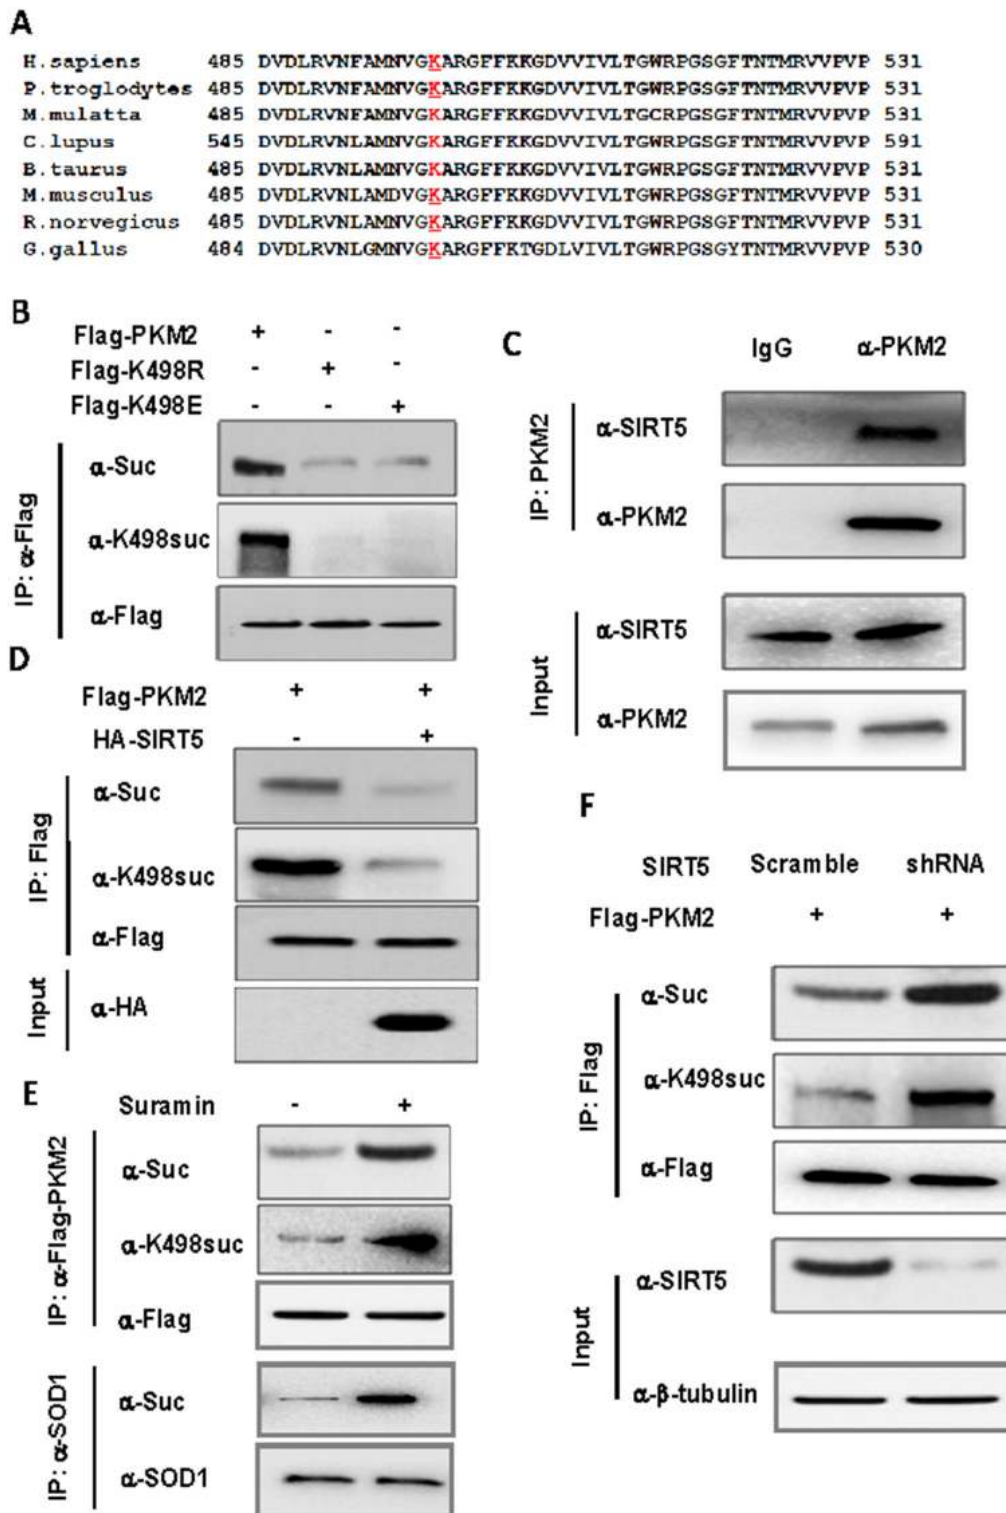 A
H.sapiens 485 DVDLRVNFAMNVGKARGFFKKGDVVIVLTGWRPGSGFTNTMRVVPVP 531
P.troglodytes 485 DVDLRVNFAMNVGKARGFFKKGDVVIVLTGWRPGSGFTNTMRVVPVP 531
M.mulatta 485 DVDLRVNFAMNVGKARGFFKKGDVVIVLTGCRPGSGFTNTMRVVPVP 531
C.lupus 545 DVDLRVNLAMNVGKARGFFKKGDVVIVLTGWRPGSGFTNTMRVVPVP 591
B.taurus 485 DVDLRVNLAMNVGKARGFFKKGDVVIVLTGWRPGSGFTNTMRVVPVP 531
M.musculus 485 DVDLRVNLAMDVGKARGFFKKGDVVIVLTGWRPGSGFTNTMRVVPVP 531
R.norvegicus 485 DVDLRVNLAMNVGKARGFFKKGDVVIVLTGWRPGSGFTNTMRVVPVP 531
G.gallus 484 DVDLRVNLGMNVGKARGFFKTGDLVIVLTGWRPGSGYTNTMRVVPVP 530
B
Flag-PKM2 + - -
Flag-K498R - + -
Flag-K498E - - +
IP: α-Flag
α-Suc
α-K498suc
α-Flag
C
IgG α-PKM2
IP: PKM2
α-SIRT5
α-PKM2
Input
α-SIRT5
α-PKM2
D
Flag-PKM2 + +
HA-SIRT5 - +
IP: Flag
α-Suc
α-K498suc
α-Flag
Input
α-HA
E
Suramin - +
IP: α-Flag-PKM2
α-Suc
α-K498suc
α-Flag
IP: α-SOD1
α-Suc
α-SOD1
F
SIRT5 Scramble shRNA
Flag-PKM2 + +
IP: Flag
α-Suc
α-K498suc
α-Flag
Input
α-SIRT5
α-β-tubulin